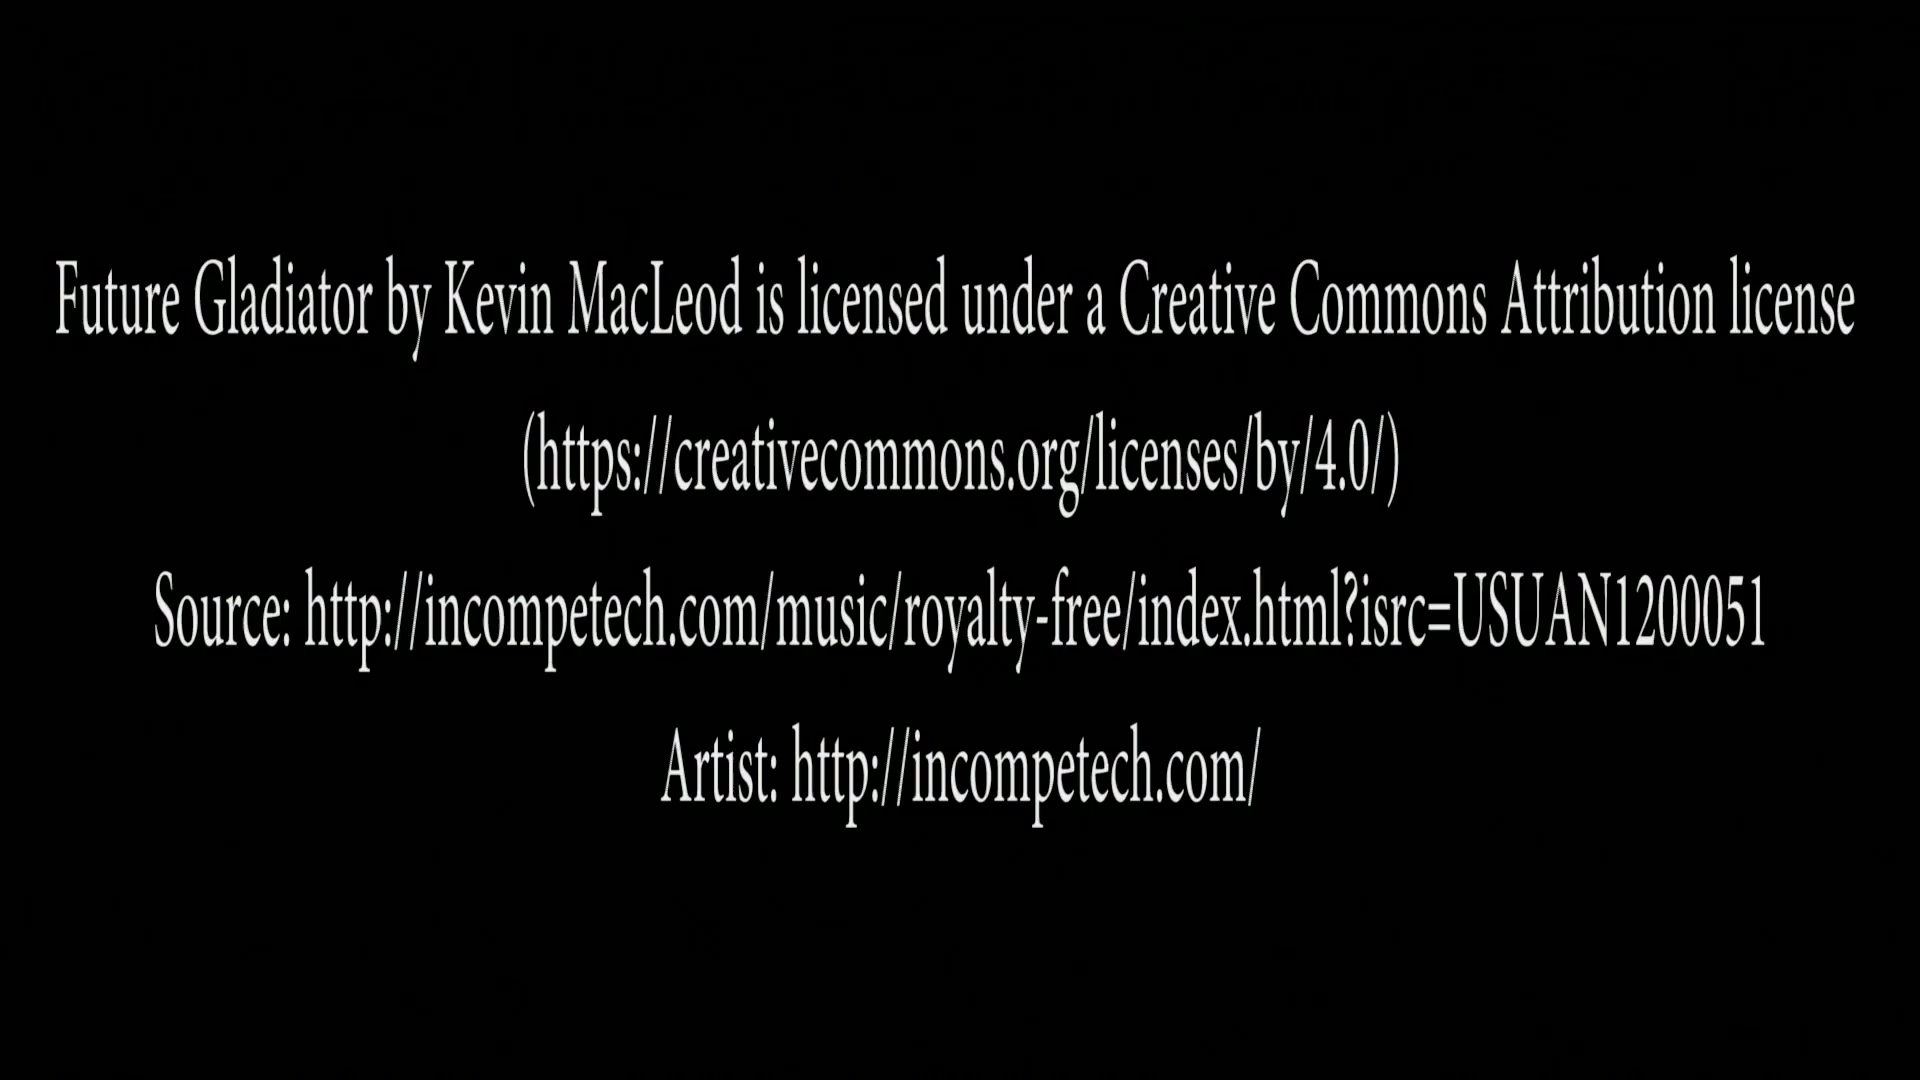 Future Gladiator by Kevin MacLeod is licensed under a Creative Commons Attribution license
(https://creativecommons.org/licenses/by/4.0/)
Source: http://incompetech.com/music/royalty-free/index.html?isrc=USUAN1200051
Artist: http://incompetech.com/